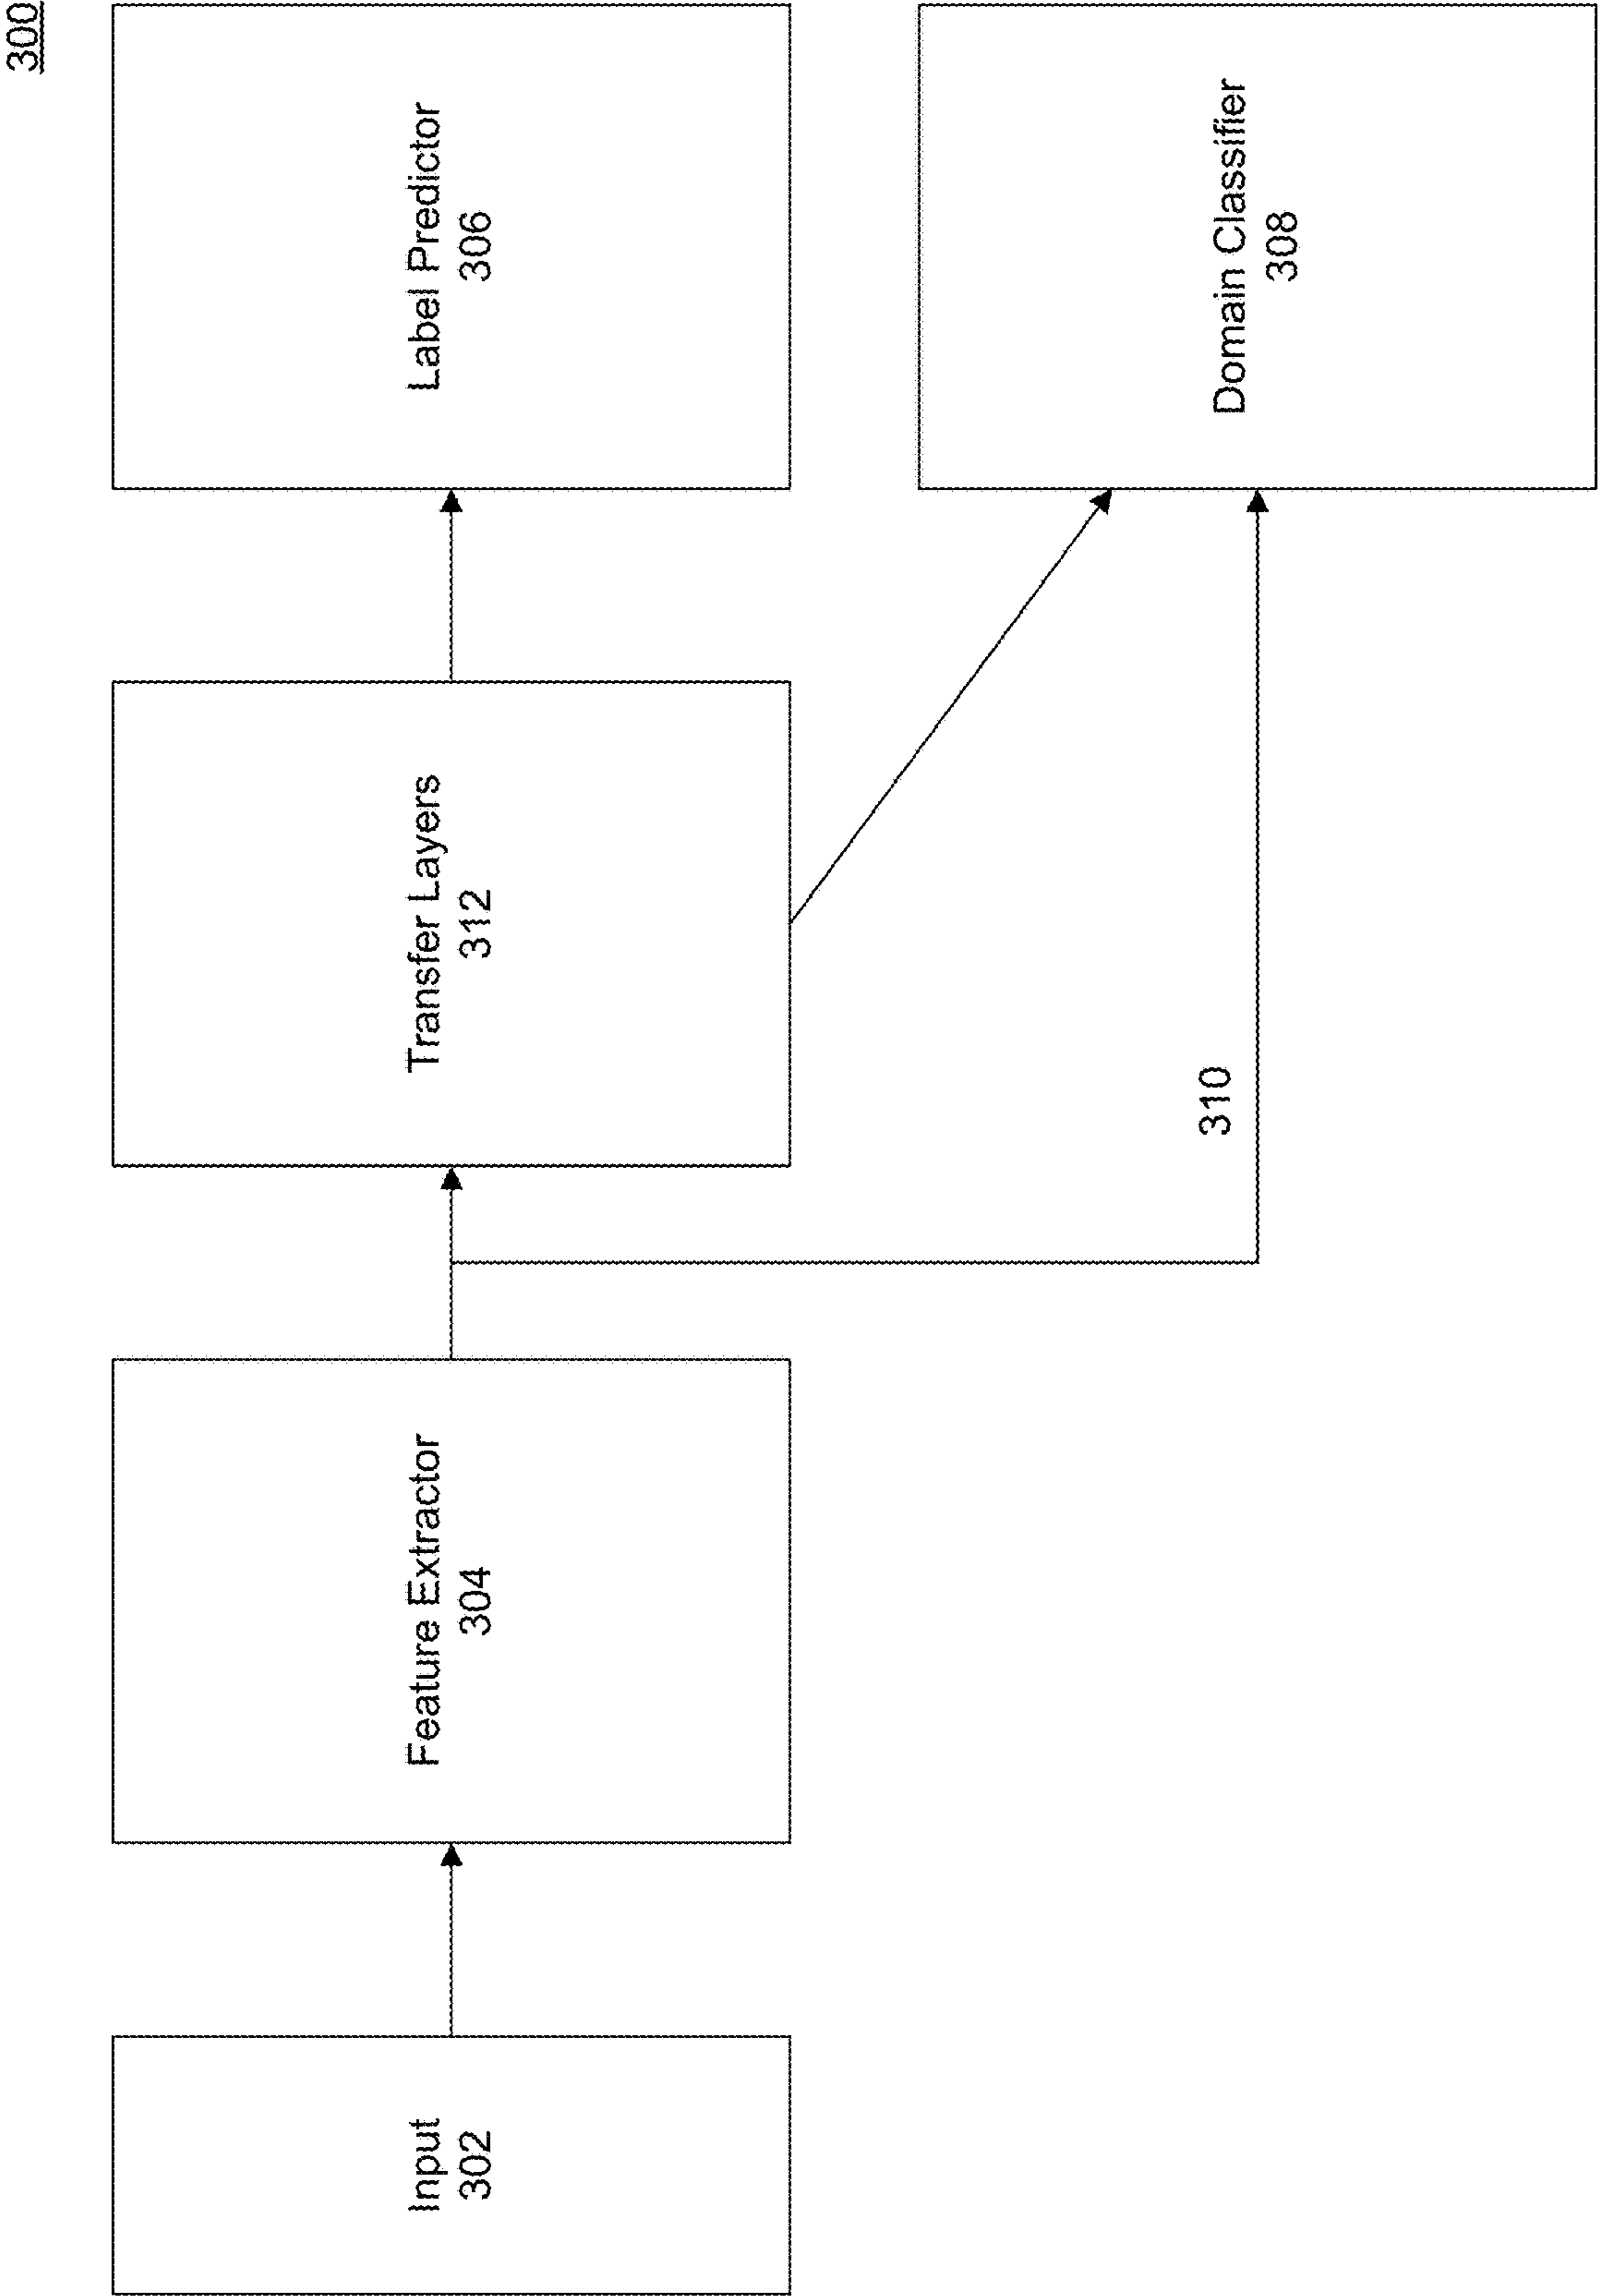 300
Input
302
Feature Extractor
304
Transfer Layers
312
Label Predictor
306
310
Domain Classifier
308